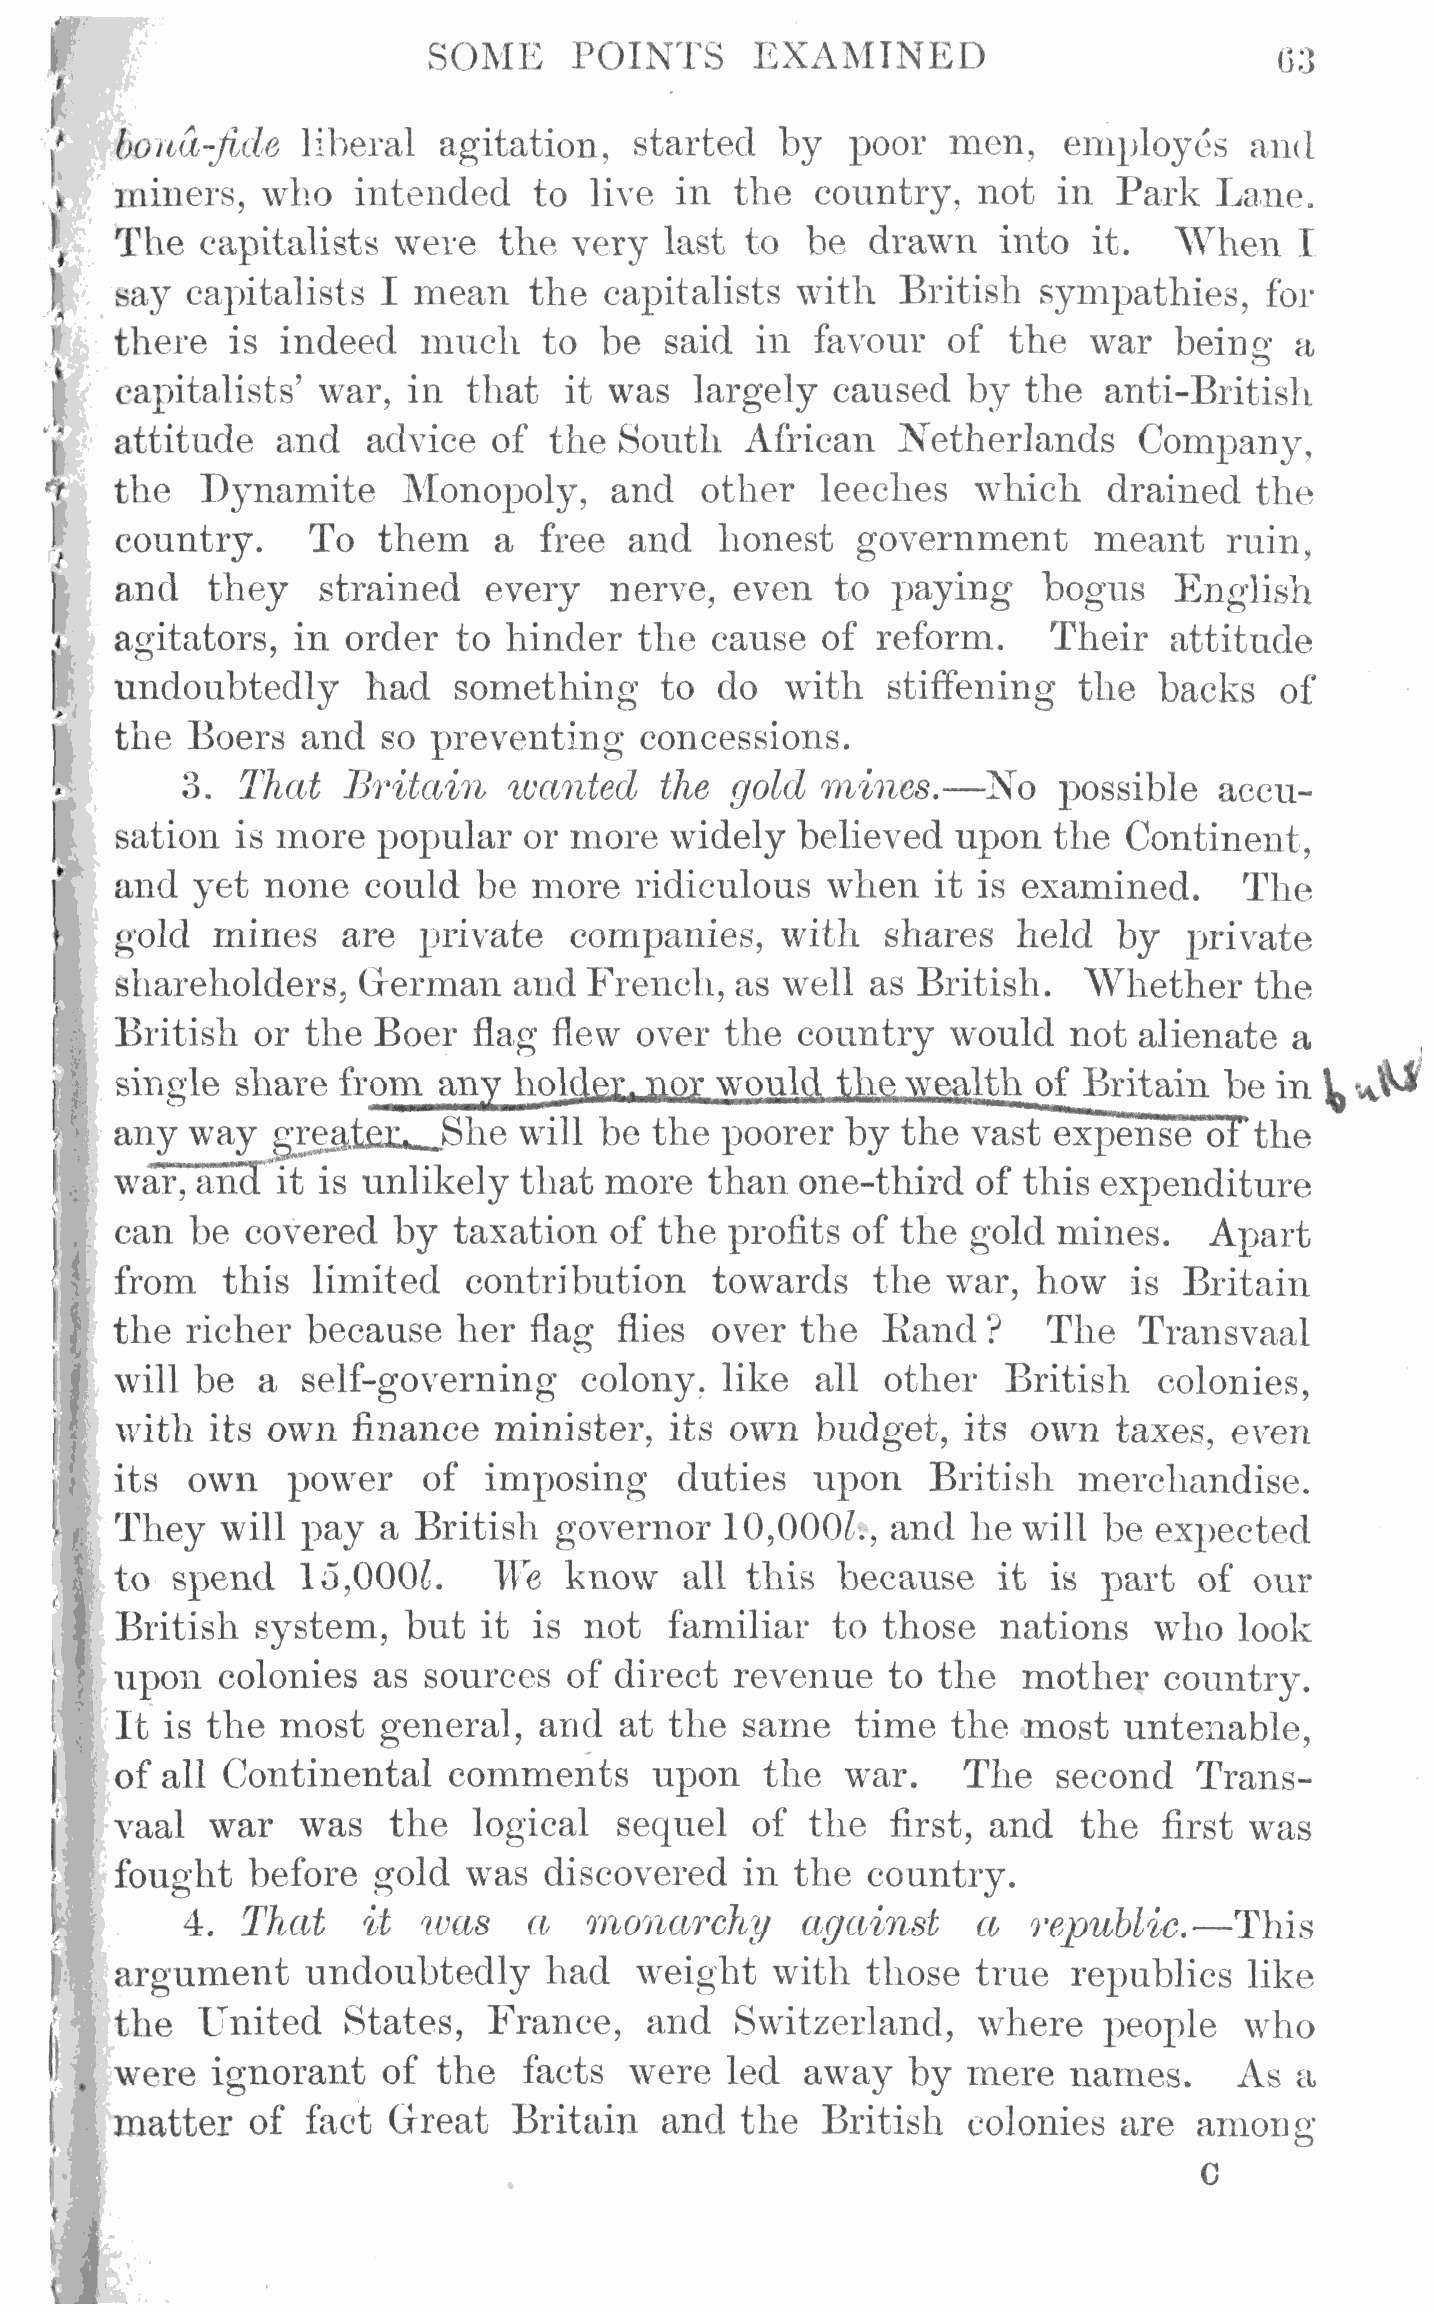 SOME POINTS EXAMINED 63
bonâ-fide liberal agitation, started by poor men, employés and
miners, who intended to live in the country, not in Park Lane.
The capitalists were the very last to be drawn into it. When I
say capitalists I mean the capitalists with British sympathies, for
there is indeed much to be said in favour of the war being a
capitalists' war, in that it was largely caused by the anti-British
attitude and advice of the South African Netherlands Company,
the Dynamite Monopoly, and other leeches which drained the
country. To them a free and honest government meant ruin,
and they strained every nerve, even to paying bogus English
agitators, in order to hinder the cause of reform. Their attitude
undoubtedly had something to do with stiffening the backs of
the Boers and so preventing concessions.
3. That Britain wanted the gold mines.—No possible accu-
sation is more popular or more widely believed upon the Continent,
and yet none could be more ridiculous when it is examined. The
gold mines are private companies, with shares held by private
shareholders, German and French, as well as British. Whether the
British or the Boer flag flew over the country would not alienate a
single share from any holder, nor would the wealth of Britain be in
any way greater. She will be the poorer by the vast expense of the
war, and it is unlikely that more than one-third of this expenditure
can be covered by taxation of the profits of the gold mines. Apart
from this limited contribution towards the war, how is Britain
the richer because her flag flies over the Rand? The Transvaal
will be a self-governing colony, like all other British colonies,
with its own finance minister, its own budget, its own taxes, even
its own power of imposing duties upon British merchandise.
They will pay a British governor 10,000l., and he will be expected
to spend 15,000l. We know all this because it is part of our
British system, but it is not familiar to those nations who look
upon colonies as sources of direct revenue to the mother country.
It is the most general, and at the same time the most untenable,
of all Continental comments upon the war. The second Trans-
vaal war was the logical sequel of the first, and the first was
fought before gold was discovered in the country.
4. That it was a monarchy against a republic.—This
argument undoubtedly had weight with those true republics like
the United States, France, and Switzerland, where people who
were ignorant of the facts were led away by mere names. As a
matter of fact Great Britain and the British colonies are among
C